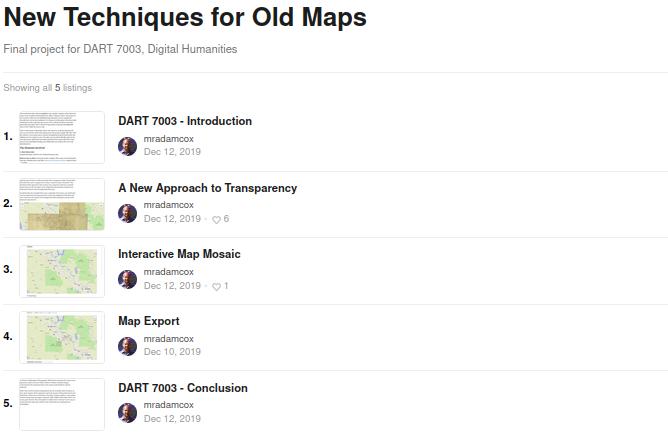 New Techniques for Old Maps
Final project for DART 7003, Digital Humanities
Showing all 5 listings
1.
DART 7003 - Introduction
mradamcox
Dec 12, 2019
2.
A New Approach to Transparency
mradamcox
Dec 12, 2019 · ♡ 6
3.
Interactive Map Mosaic
mradamcox
Dec 12, 2019 · ♡ 1
4.
Map Export
mradamcox
Dec 10, 2019
5.
DART 7003 - Conclusion
mradamcox
Dec 12, 2019